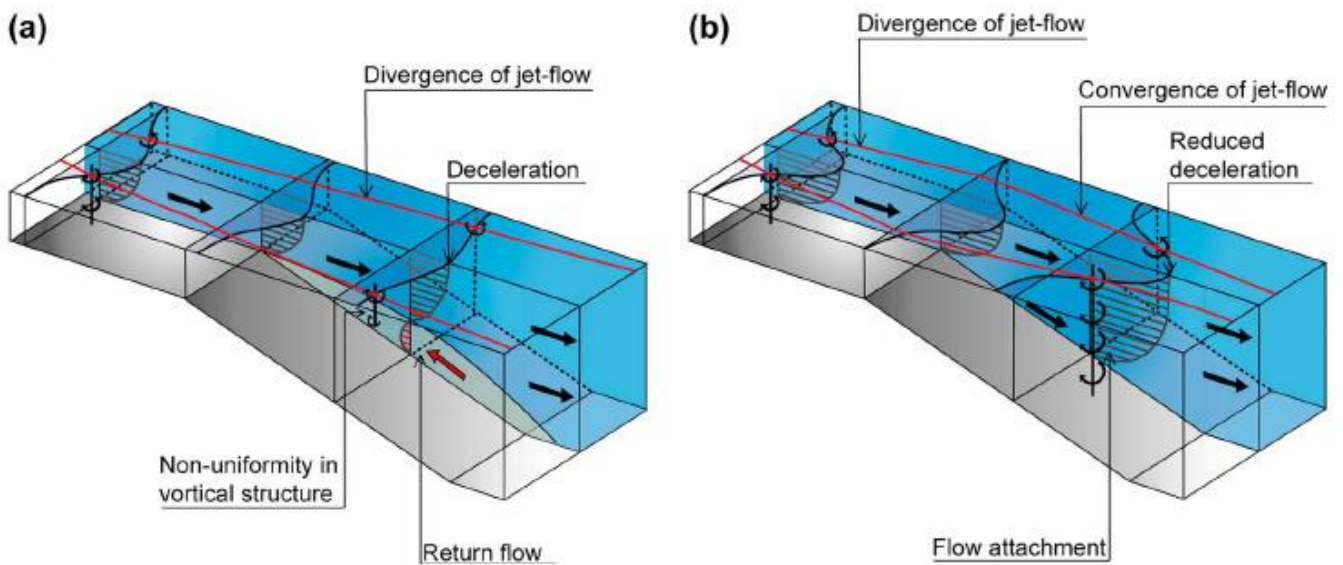 (a)
Divergence of jet-flow
Deceleration
Non-uniformity in
vortical structure
Return flow
(b)
Divergence of jet-flow
Convergence of jet-flow
Reduced
deceleration
Flow attachment